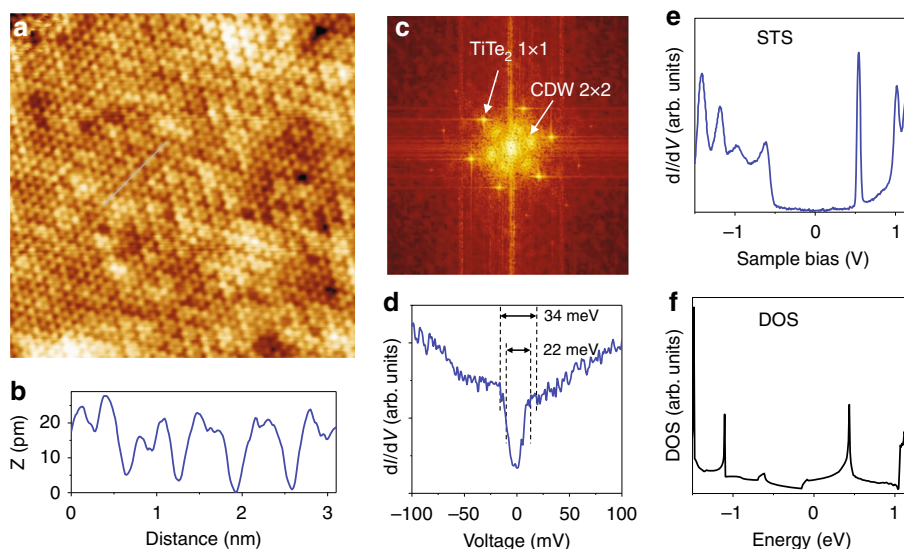 a
b
Z (pm)
20
10
0
0 1 2 3
Distance (nm)
c
TiTe₂ 1×1
CDW 2×2
d
34 meV
22 meV
dI/dV (arb. units)
−100 −50 0 50 100
Voltage (mV)
e
STS
dI/dV (arb. units)
−1 0 1
Sample bias (V)
f
DOS
DOS (arb. units)
−1 0 1
Energy (eV)